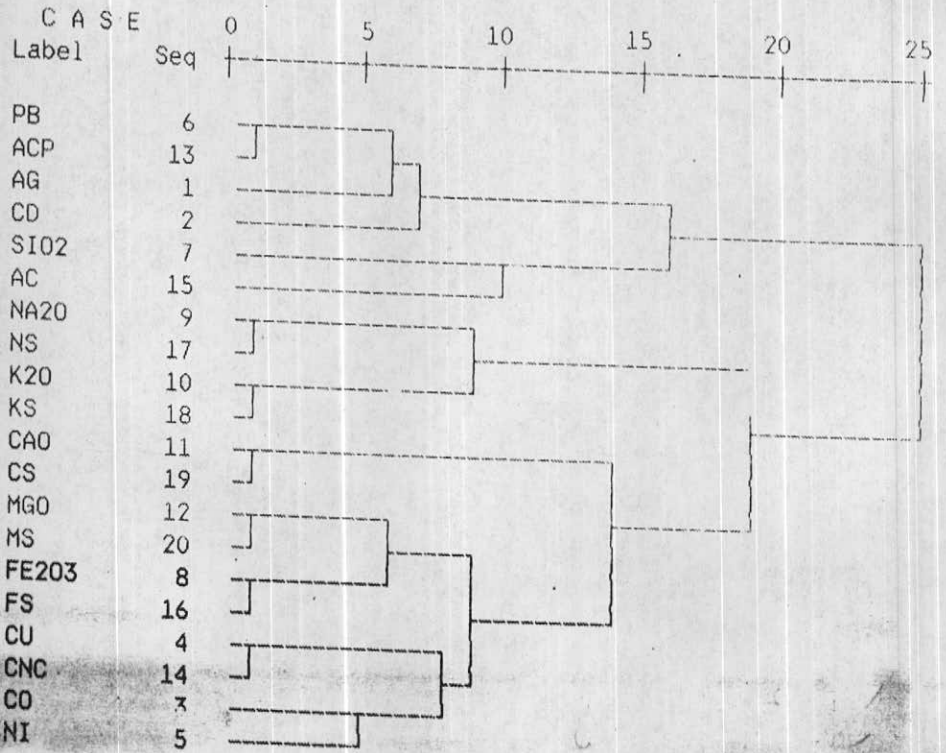 C A S E 0 5 10 15 20 25
Label Seq
PB 6
ACP 13
AG 1
CD 2
SIO2 7
AC 15
NA2O 9
NS 17
K2O 10
KS 18
CAO 11
CS 19
MGO 12
MS 20
FE2O3 8
FS 16
CU 4
CNC 14
CO 3
NI 5